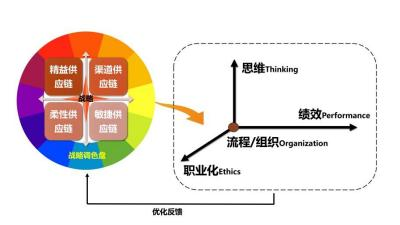 精益供
应链
渠道供
应链
战略
柔性供
应链
敏捷供
应链
战略调色盘
思维Thinking
绩效Performance
流程/组织Organization
职业化Ethics
优化反馈